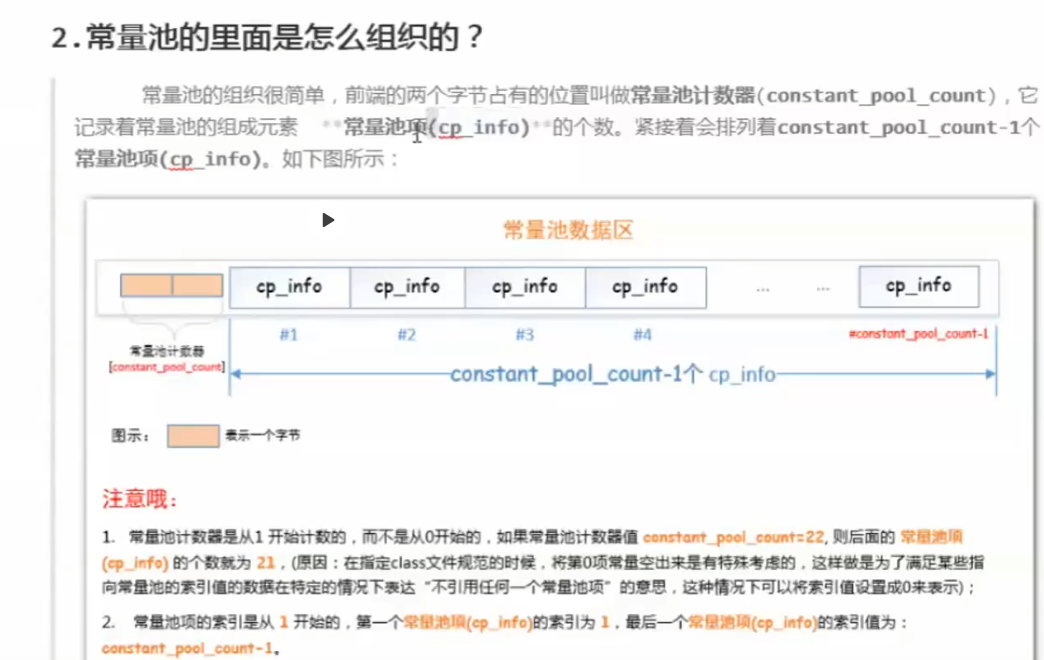 2.常量池的里面是怎么组织的？
常量池的组织很简单，前端的两个字节占有的位置叫做常量池计数器(constant_pool_count)，它
记录着常量池的组成元素 **常量池项(cp_info)**的个数。紧接着会排列着constant_pool_count-1个
常量池项(cp_info)。如下图所示：
常量池数据区
cp_info cp_info cp_info cp_info ... ... cp_info
#1 #2 #3 #4 #constant_pool_count-1
常量池计数器
[constant_pool_count]
constant_pool_count-1个 cp_info
图示： 表示一个字节
注意哦：
1. 常量池计数器是从1 开始计数的，而不是从0开始的，如果常量池计数器值 constant_pool_count=22, 则后面的 常量池项
(cp_info) 的个数就为 21，(原因：在指定class文件规范的时候，将第0项常量空出来是有特殊考虑的，这样做是为了满足某些指
向常量池的索引值的数据在特定的情况下表达“不引用任何一个常量池项”的意思，这种情况下可以将索引值设置成0来表示)；
2. 常量池项的索引是从 1 开始的，第一个常量池项(cp_info)的索引为 1，最后一个常量池项(cp_info)的索引值为：
constant_pool_count-1。